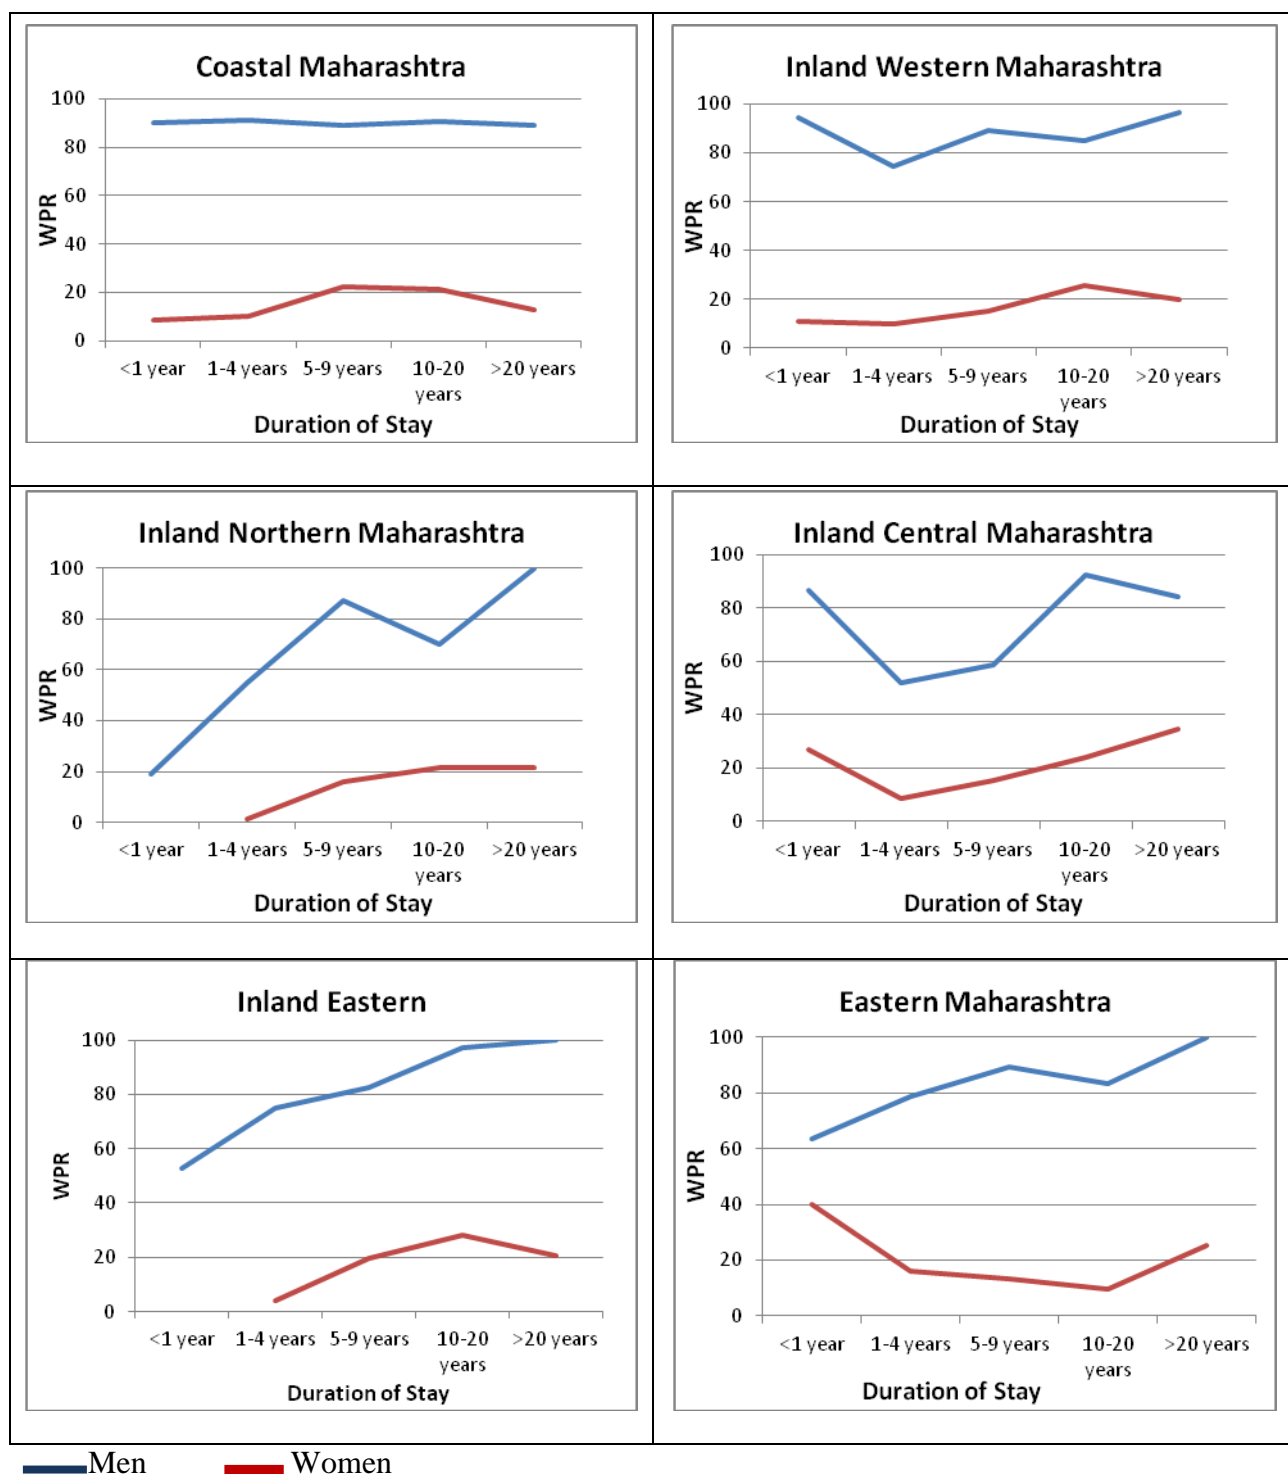 Coastal Maharashtra
100
80
60
40
20
0
WPR
<1 year 1-4 years 5-9 years 10-20 years >20 years
Duration of Stay
Inland Western Maharashtra
100
80
60
40
20
0
WPR
<1 year 1-4 years 5-9 years 10-20 years >20 years
Duration of Stay
Inland Northern Maharashtra
100
80
60
40
20
0
WPR
<1 year 1-4 years 5-9 years 10-20 years >20 years
Duration of Stay
Inland Central Maharashtra
100
80
60
40
20
0
WPR
<1 year 1-4 years 5-9 years 10-20 years >20 years
Duration of Stay
Inland Eastern
100
80
60
40
20
0
WPR
<1 year 1-4 years 5-9 years 10-20 years >20 years
Duration of Stay
Eastern Maharashtra
100
80
60
40
20
0
WPR
<1 year 1-4 years 5-9 years 10-20 years >20 years
Duration of Stay
Men Women